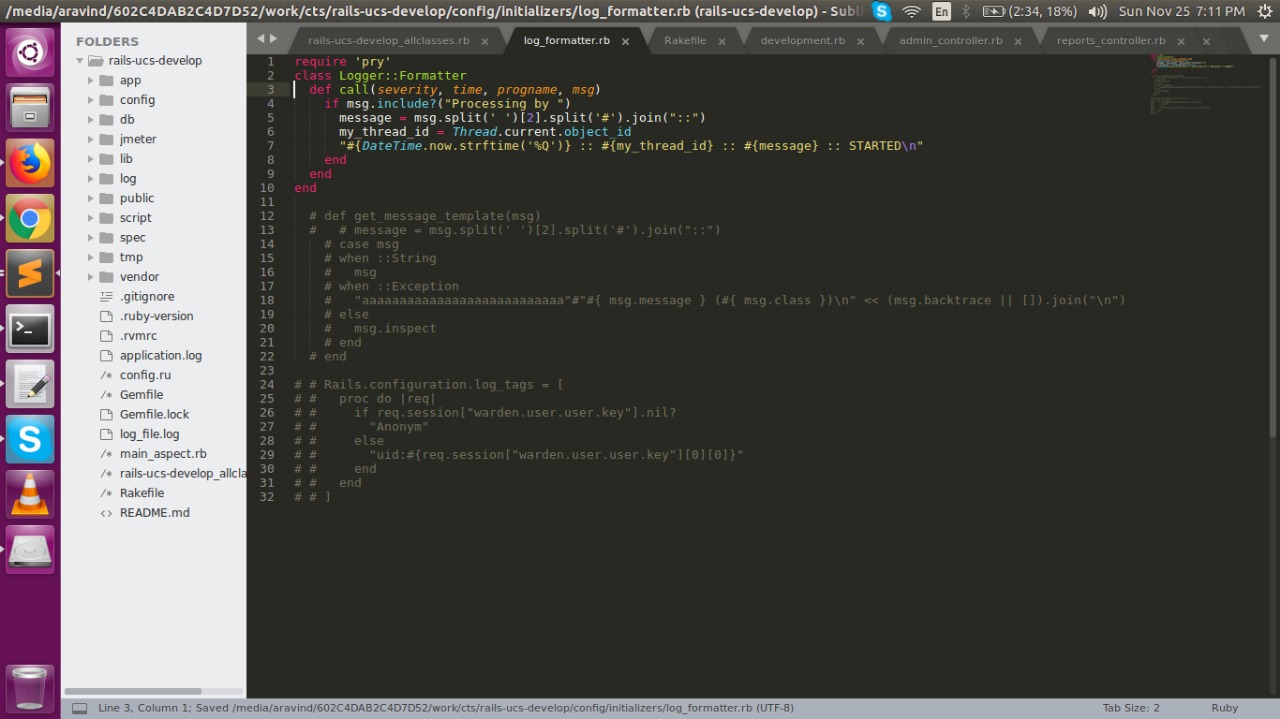 /media/aravind/602C4DAB2C4D7D52/work/cts/rails-ucs-develop/config/initializers/log_formatter.rb (rails-ucs-develop) - Subl
En
(2:34, 18%)
Sun Nov 25 7:11 PM
FOLDERS
rails-ucs-develop
app
config
db
jmeter
lib
log
public
script
spec
tmp
vendor
.gitignore
.ruby-version
.rvmrc
application.log
config.ru
Gemfile
Gemfile.lock
log_file.log
main_aspect.rb
rails-ucs-develop_allcla
Rakefile
README.md
rails-ucs-develop_allclasses.rb
log_formatter.rb
Rakefile
development.rb
admin_controller.rb
reports_controller.rb
1 require 'pry'
2 class Logger::Formatter
3   def call(severity, time, progname, msg)
4     if msg.include?("Processing by ")
5       message = msg.split(' ')[2].split('#').join("::")
6       my_thread_id = Thread.current.object_id
7       "#{DateTime.now.strftime('%Q')} :: #{my_thread_id} :: #{message} :: STARTED\n"
8     end
9   end
10 end
11
12   # def get_message_template(msg)
13   #   # message = msg.split(' ')[2].split('#').join("::")
14     # case msg
15     # when ::String
16     #   msg
17     # when ::Exception
18     #   "aaaaaaaaaaaaaaaaaaaaaaaaaaa"#"#{ msg.message } (#{ msg.class })\n" << (msg.backtrace || []).join("\n")
19     # else
20     #   msg.inspect
21     # end
22   # end
23
24 # # Rails.configuration.log_tags = [
25 # #   proc do |req|
26 # #     if req.session["warden.user.user.key"].nil?
27 # #       "Anonym"
28 # #     else
29 # #       "uid:#{req.session["warden.user.user.key"][0][0]}"
30 # #     end
31 # #   end
32 # # ]
Line 3, Column 1; Saved /media/aravind/602C4DAB2C4D7D52/work/cts/rails-ucs-develop/config/initializers/log_formatter.rb (UTF-8)
Tab Size: 2
Ruby